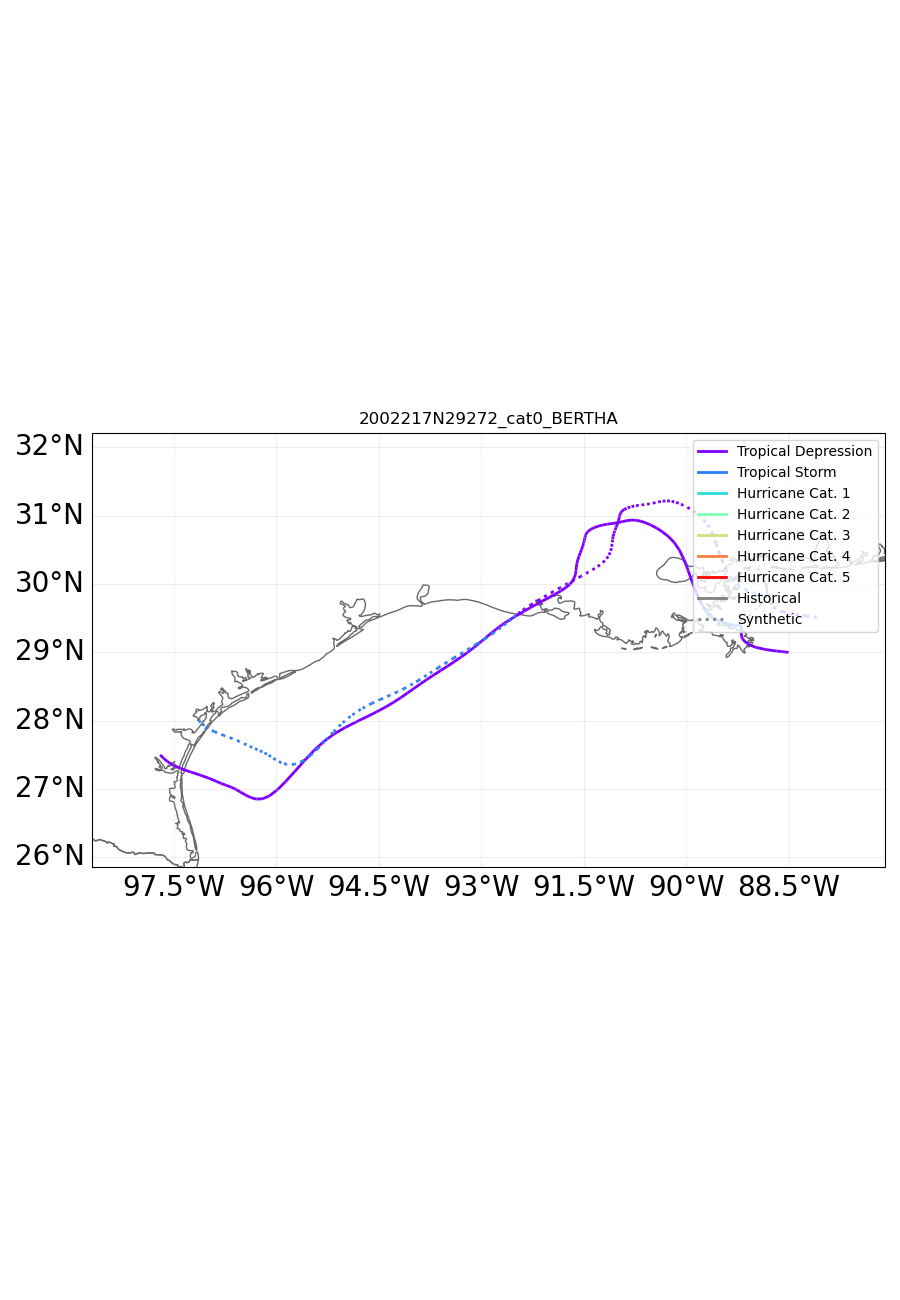 2002217N29272_cat0_BERTHA
32°N
31°N
30°N
29°N
28°N
27°N
26°N
Tropical Depression
Tropical Storm
Hurricane Cat. 1
Hurricane Cat. 2
Hurricane Cat. 3
Hurricane Cat. 4
Hurricane Cat. 5
Historical
Synthetic
97.5°W 96°W 94.5°W 93°W 91.5°W 90°W 88.5°W